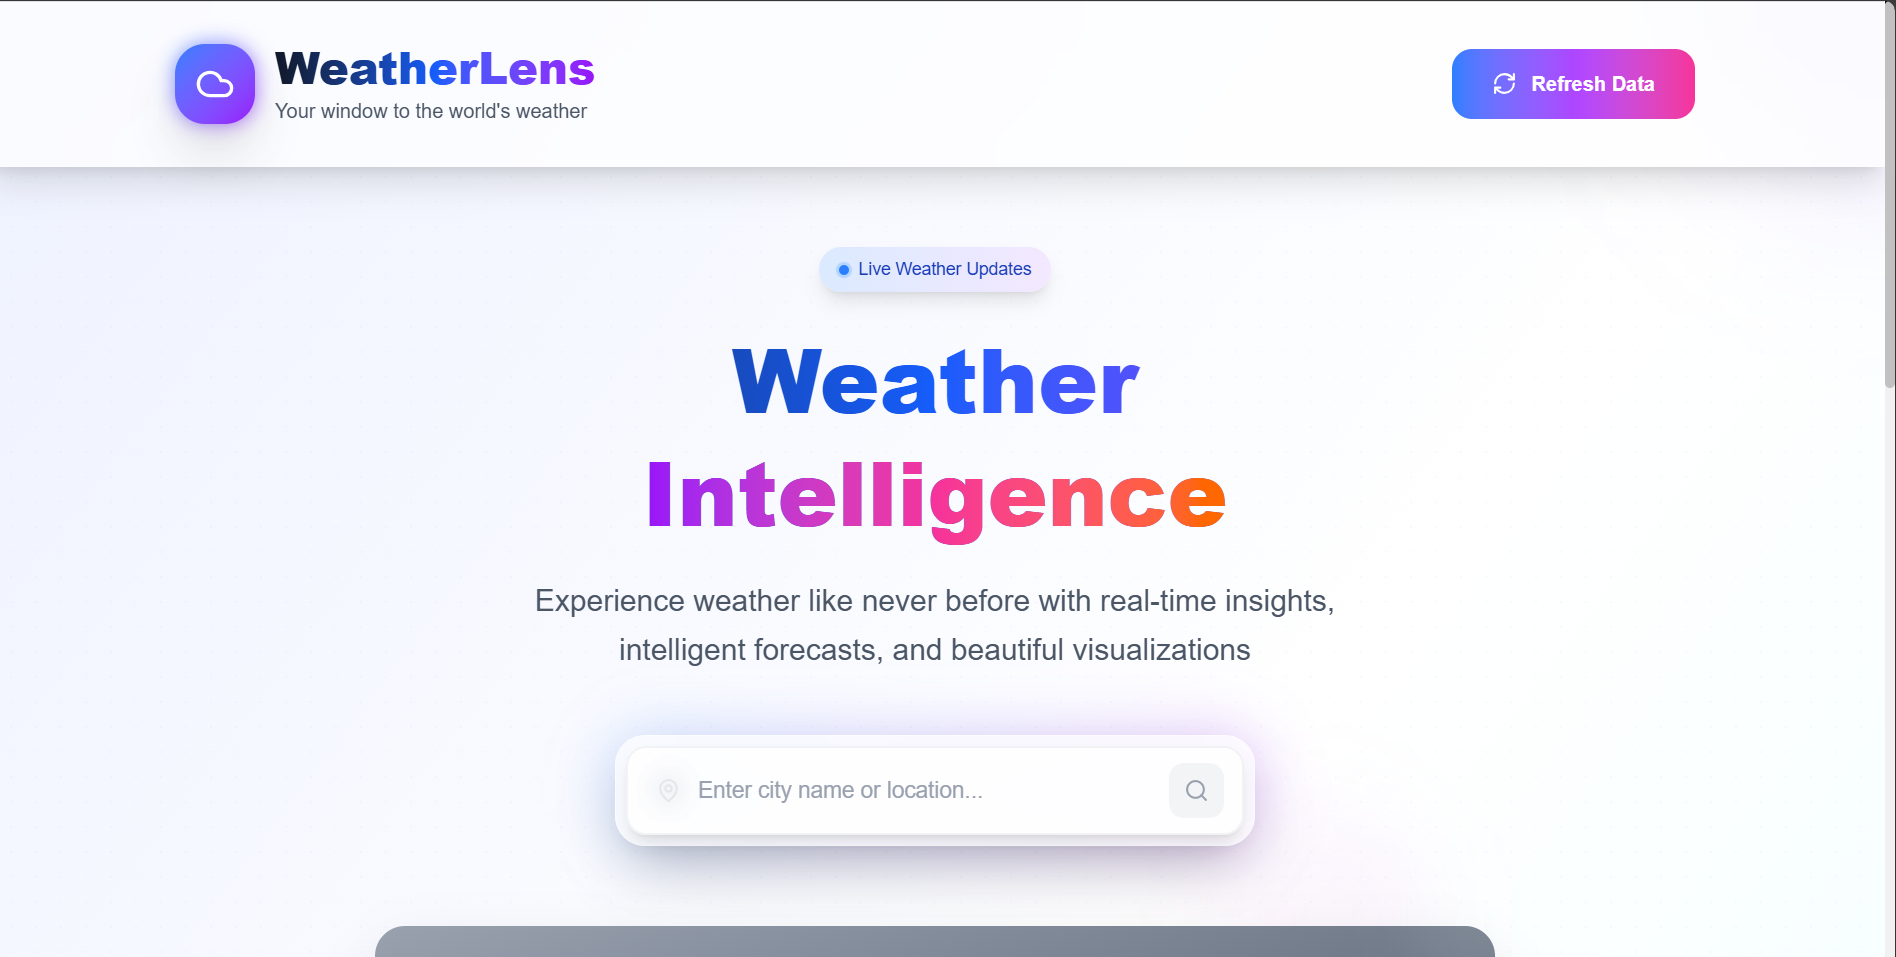 WeatherLens
Your window to the world's weather
Refresh Data
Live Weather Updates
Weather
Intelligence
Experience weather like never before with real-time insights,
intelligent forecasts, and beautiful visualizations
Enter city name or location...